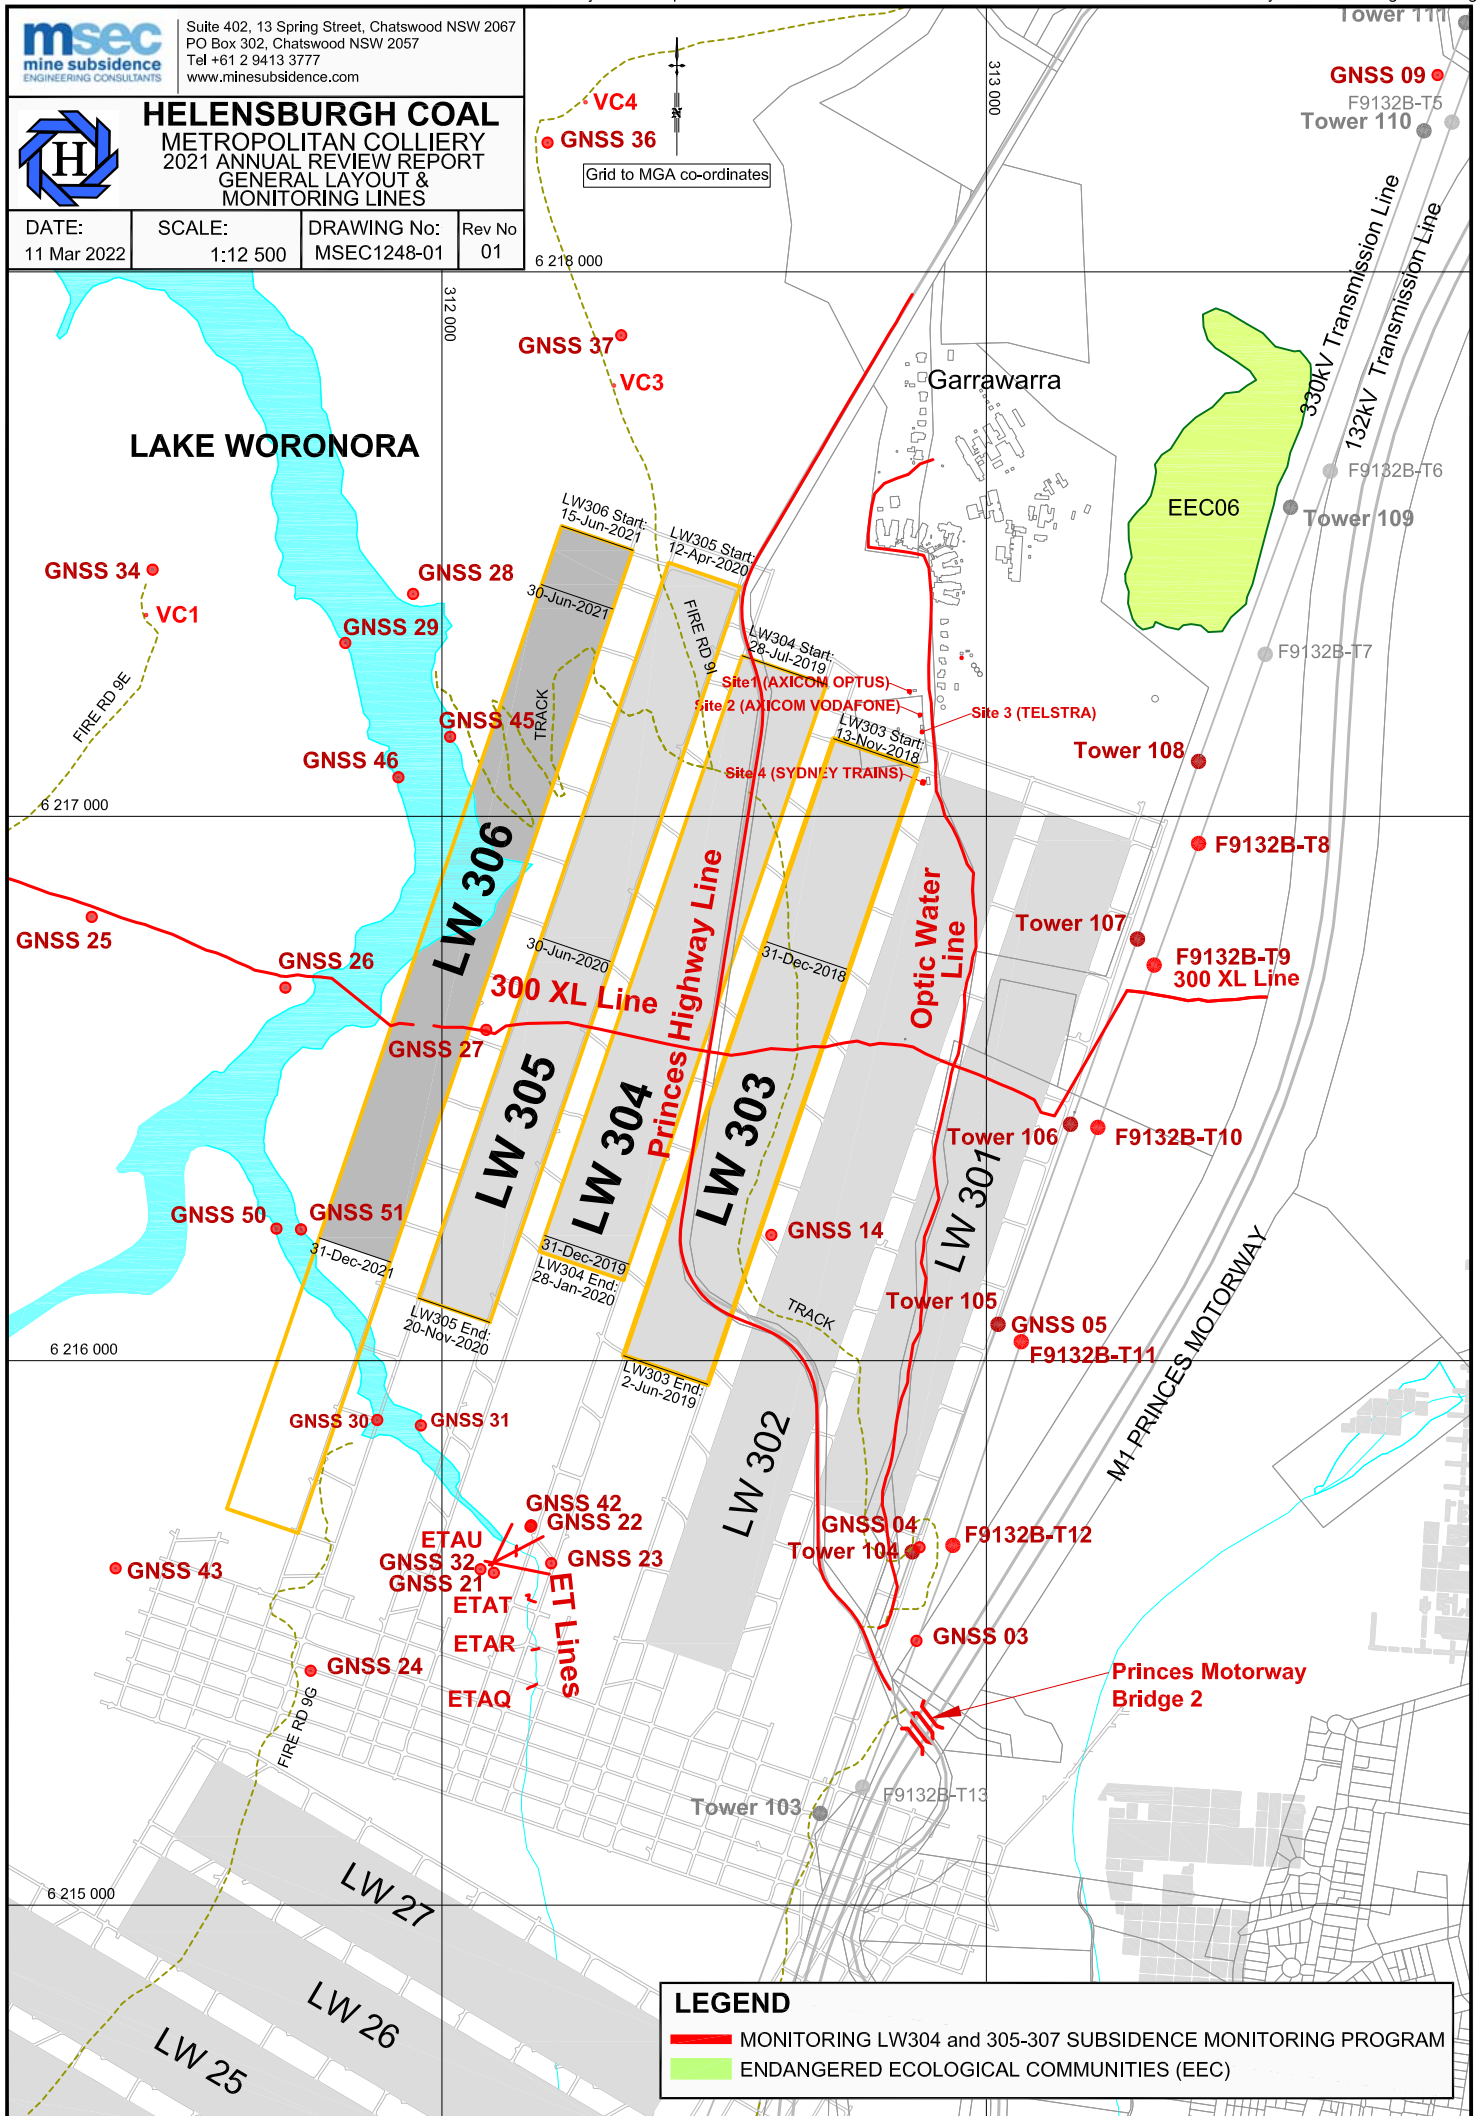 msec
mine subsidence
ENGINEERING CONSULTANTS
Suite 402, 13 Spring Street, Chatswood NSW 2067
PO Box 302, Chatswood NSW 2057
Tel +61 2 9413 3777
www.minesubsidence.com
H
HELENSBURGH COAL
METROPOLITAN COLLIERY
2021 ANNUAL REVIEW REPORT
GENERAL LAYOUT &
MONITORING LINES
DATE:
11 Mar 2022
SCALE:
1:12 500
DRAWING No:
MSEC1248-01
Rev No
01
N
Grid to MGA co-ordinates
VC4
GNSS 36
313 000
Tower 111
GNSS 09
F9132B-T5
Tower 110
6 218 000
312 000
GNSS 37
VC3
Garrawarra
330kV Transmission Line
132kV Transmission Line
LAKE WORONORA
F9132B-T6
EEC06
Tower 109
LW306 Start:
15-Jun-2021
LW305 Start:
12-Apr-2020
GNSS 34
VC1
GNSS 28
30-Jun-2021
GNSS 29
FIRE RD 9I
LW304 Start:
28-Jul-2019
F9132B-T7
FIRE RD 9E
TRACK
Site1 (AXICOM OPTUS)
Site 2 (AXICOM VODAFONE)
Site 3 (TELSTRA)
LW303 Start:
13-Nov-2018
GNSS 45
GNSS 46
Site 4 (SYDNEY TRAINS)
Tower 108
6 217 000
F9132B-T8
LW 306
Princes Highway Line
Optic Water
Line
GNSS 25
GNSS 26
30-Jun-2020
31-Dec-2018
Tower 107
F9132B-T9
300 XL Line
300 XL Line
GNSS 27
LW 305
LW 304
LW 303
Tower 106
F9132B-T10
LW 301
GNSS 50
GNSS 51
GNSS 14
31-Dec-2021
31-Dec-2019
LW304 End:
28-Jan-2020
LW305 End:
20-Nov-2020
TRACK
Tower 105
GNSS 05
F9132B-T11
6 216 000
LW303 End:
2-Jun-2019
M1 PRINCES MOTORWAY
GNSS 30
GNSS 31
LW 302
GNSS 42
GNSS 22
ETAU
GNSS 32
GNSS 21
GNSS 23
GNSS 43
GNSS 04
Tower 104
F9132B-T12
ETAT
ETAR
ETAQ
ET Lines
GNSS 03
GNSS 24
FIRE RD 9G
Princes Motorway
Bridge 2
F9132B-T13
Tower 103
6 215 000
LW 27
LW 26
LW 25
LEGEND
MONITORING LW304 and 305-307 SUBSIDENCE MONITORING PROGRAM
ENDANGERED ECOLOGICAL COMMUNITIES (EEC)